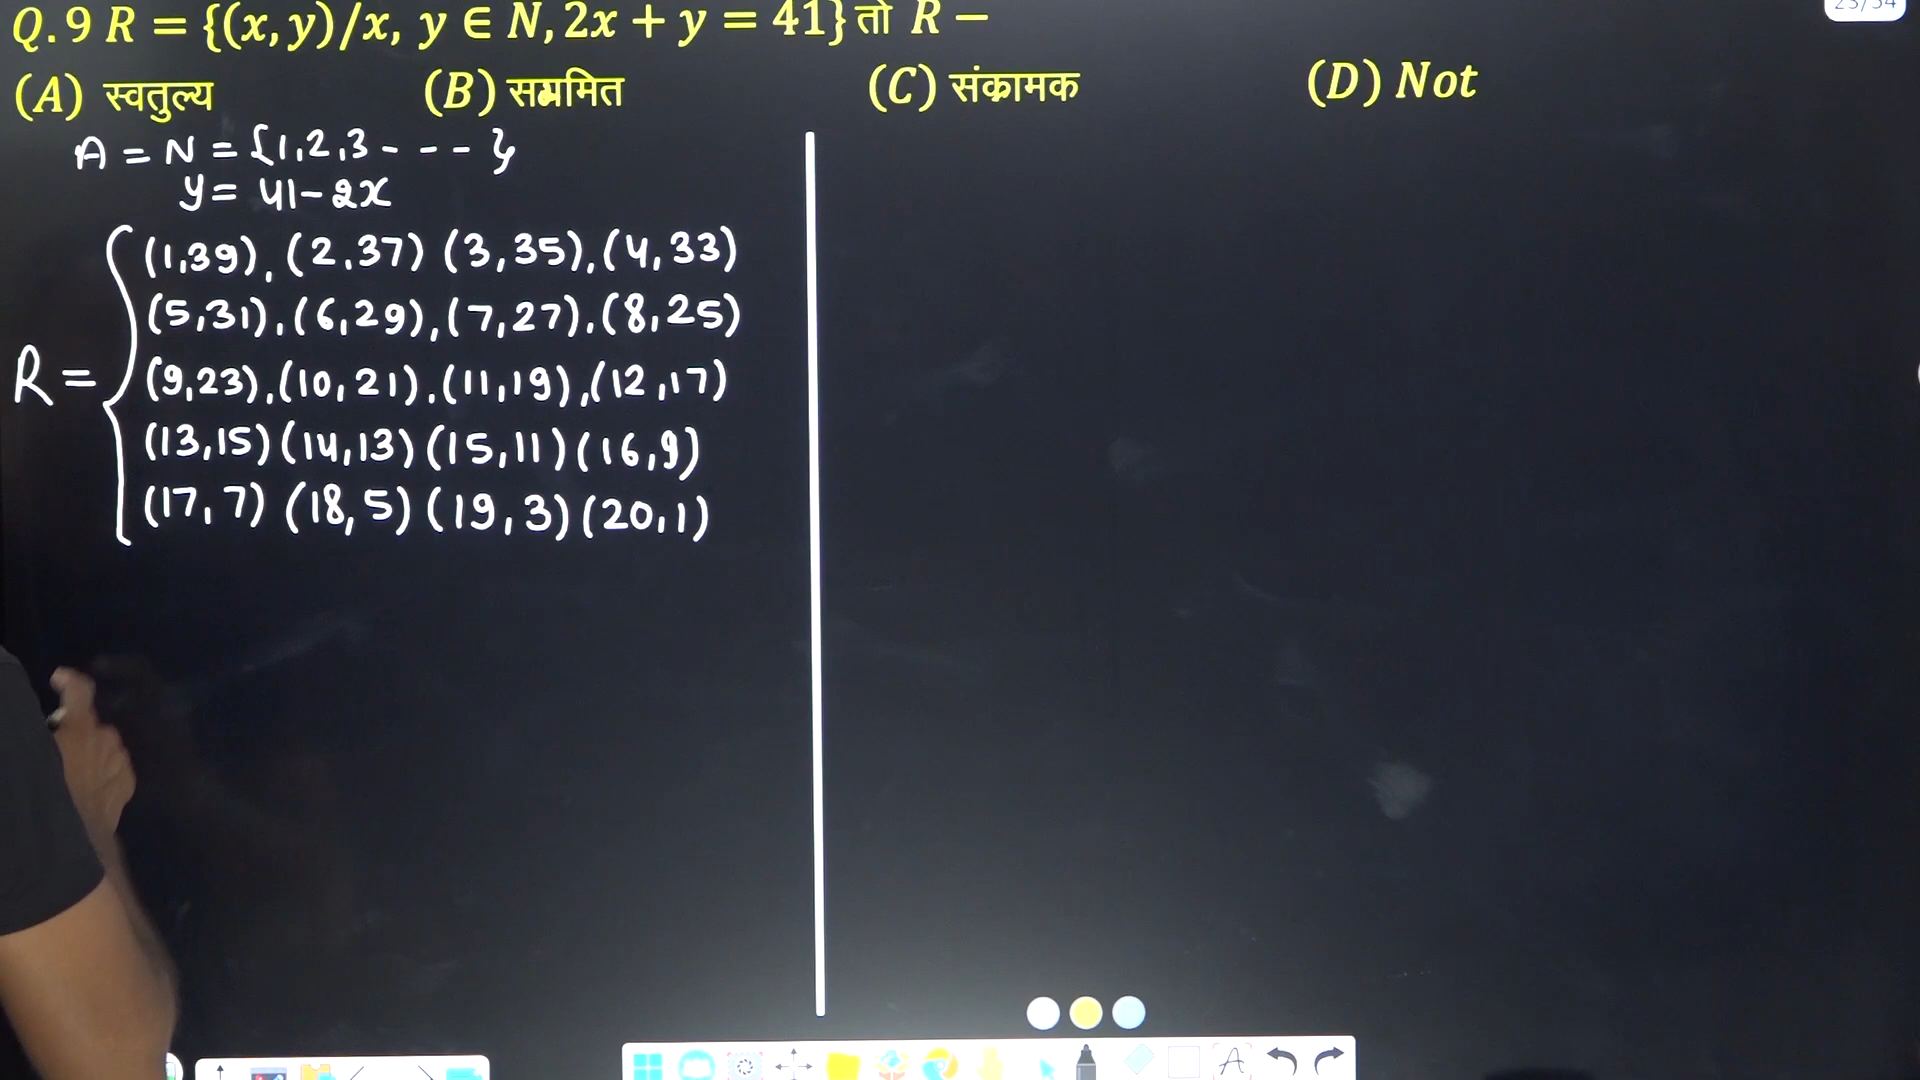 Q.9 R = {(x, y)/x, y ∈ N, 2x + y = 41} तो R −
(A) स्वतुल्य (B) सममित (C) संक्रामक (D) Not
A = N = {1,2,3 - - - }
y = 41-2x
(1,39), (2,37) (3,35), (4,33)
(5,31), (6,29), (7,27), (8,25)
R = { (9,23), (10,21), (11,19), (12,17)
(13,15) (14,13) (15,11) (16,9)
(17,7) (18,5) (19,3) (20,1)